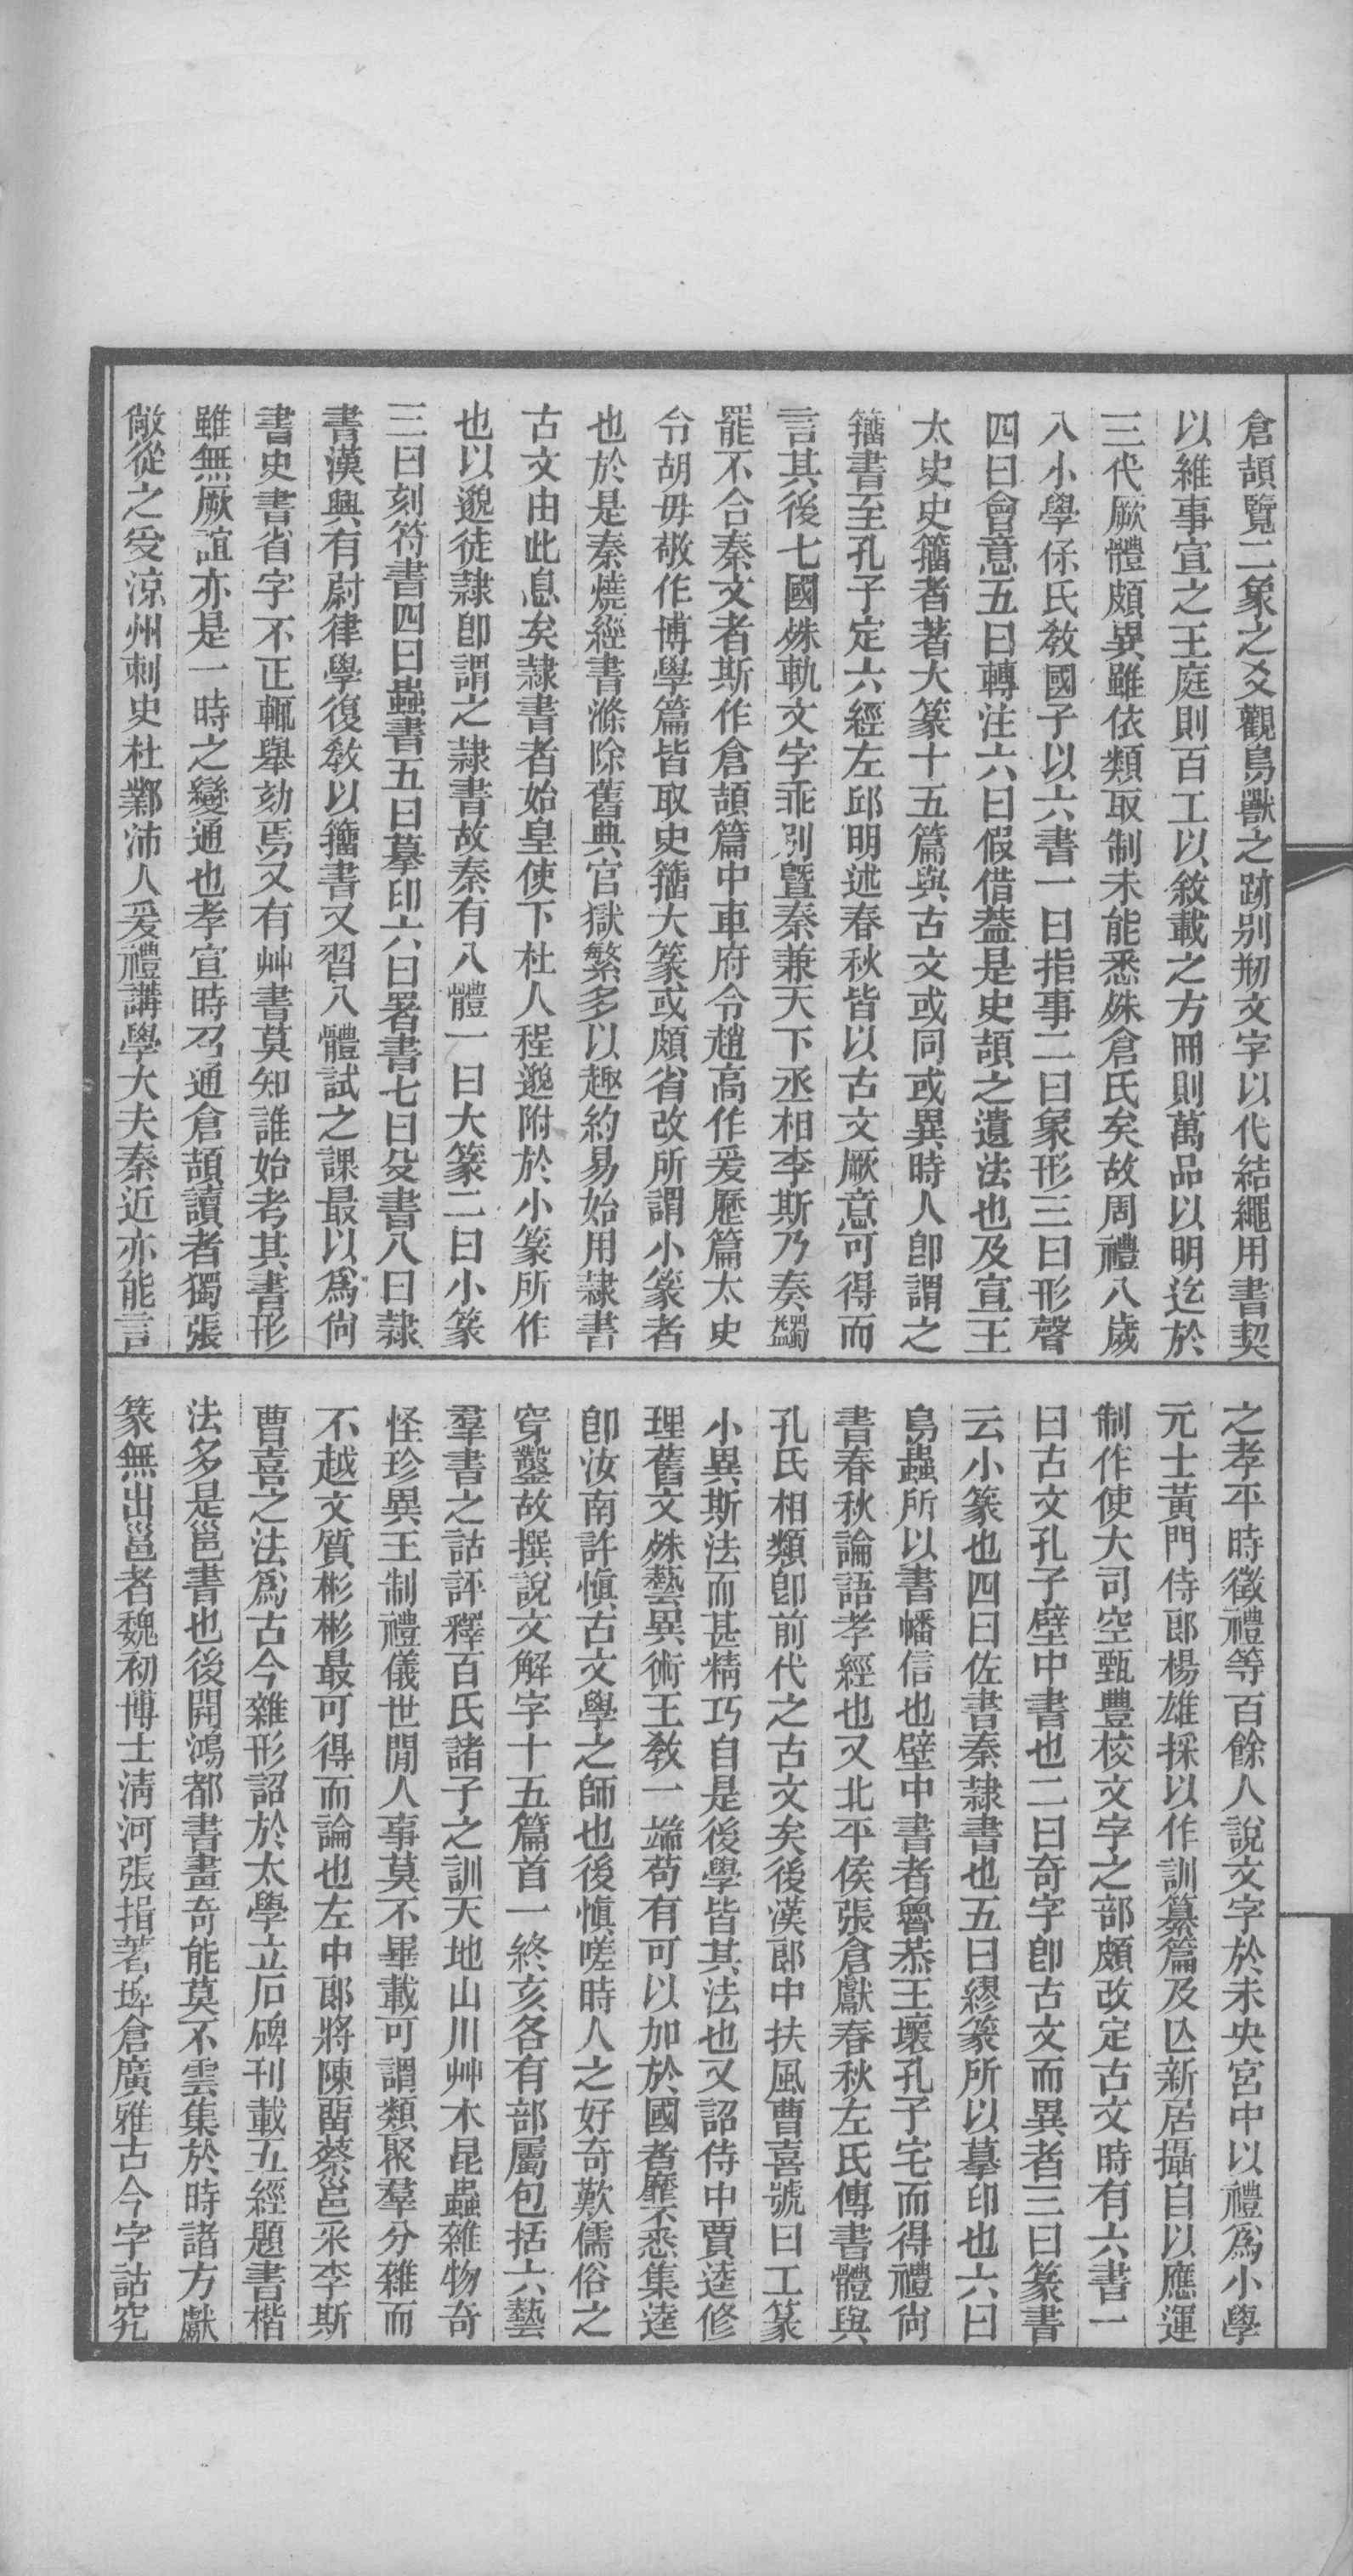 倉頡覽二象之爻觀鳥獸之跡别剏文字以代結繩用書契
以維事宣之王庭則百工以敘載之方冊則萬品以明迄於
三代厥體頗異雖依類取制未能悉殊倉氏矣故周禮八歲
入小學保氏敎國子以六書一曰指事二曰象形三曰形聲
四曰會意五曰轉注六曰假借葢是史頡之遺法也及宣王
太史史籒者著大篆十五篇與古文或同或異時人卽謂之
籒書至孔子定六經左邱明述春秋皆以古文厥意可得而
言其後七國殊軌文字乖別曁秦兼天下丞相李斯乃奏蠲
罷不合秦文者斯作倉頡篇中車府令趙高作爰歷篇太史
令胡毋敬作博學篇皆取史籒大篆或頗省改所謂小篆者
也於是秦燒經書滌除舊典官獄繁多以趣約易始用隷書
古文由此息矣隷書者始皇使下杜人程邈附於小篆所作
也以邈徒隷卽謂之隷書故秦有八體一曰大篆二曰小篆
三曰刻符書四曰蟲書五曰摹印六曰署書七曰殳書八曰隷
書漢興有尉律學復敎以籒書又習八體試之課最以爲尙
書史書省字不正輒舉劾焉又有艸書莫知誰始考其書形
雖無厥誼亦是一時之變通也孝宣時召通倉頡讀者獨張
敞從之受涼州刺史杜鄴沛人爰禮講學大夫秦近亦能言
之孝平時徵禮等百餘人說文字於未央宮中以禮爲小學
元士黃門侍郎楊雄採以作訓纂篇及亾新居攝自以應運
制作使大司空甄豐校文字之部頗改定古文時有六書一
曰古文孔子壁中書也二曰奇字卽古文而異者三曰篆書
云小篆也四曰佐書秦隷書也五曰繆篆所以摹印也六曰
鳥蟲所以書幡信也壁中書者魯恭王壞孔子宅而得禮尙
書春秋論語孝經也又北平侯張倉獻春秋左氏傳書體與
孔氏相類卽前代之古文矣後漢郎中扶風曹喜號曰工篆
小異斯法而甚精巧自是後學皆其法也又詔侍中賈逵修
理舊文殊藝異術王敎一端苟有可以加於國者靡不悉集逵
卽汝南許愼古文學之師也後愼嗟時人之好奇歎儒俗之
穿鑿故撰說文解字十五篇首一終亥各有部屬包括六藝
羣書之詁評釋百氏諸子之訓天地山川艸木昆蟲雜物奇
怪珍異王制禮儀世閒人事莫不畢載可謂類聚羣分雜而
不越文質彬彬最可得而論也左中郎將陳畱蔡邕采李斯
曹喜之法爲古今雜形詔於太學立石碑刊載五經題書楷
法多是邕書也後開鴻都書畫奇能莫不雲集於時諸方獻
篆無出邕者魏初博士淸河張揖著埤倉廣雅古今字詁究